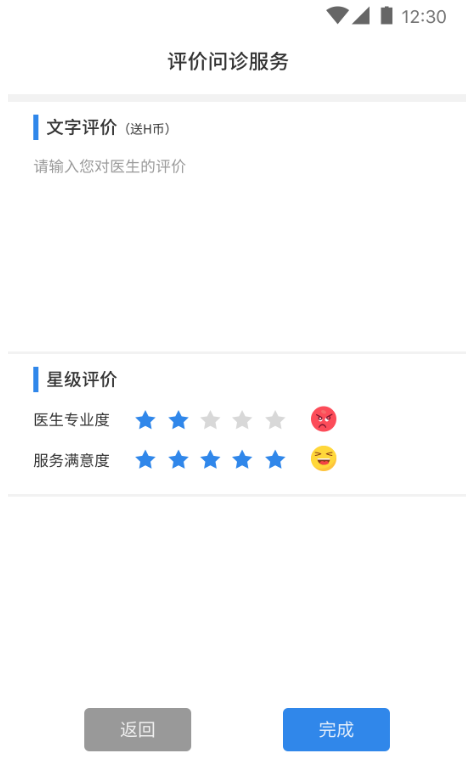 12:30
评价问诊服务
文字评价（送H币）
请输入您对医生的评价
星级评价
医生专业度
服务满意度
返回 完成